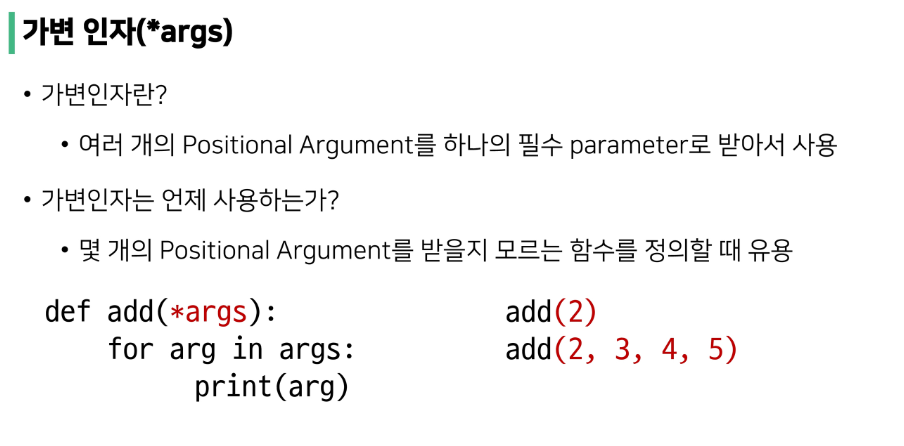 가변 인자(*args)
• 가변인자란?
• 여러 개의 Positional Argument를 하나의 필수 parameter로 받아서 사용
• 가변인자는 언제 사용하는가?
• 몇 개의 Positional Argument를 받을지 모르는 함수를 정의할 때 유용
def add(*args):
    for arg in args:
        print(arg)
add(2)
add(2, 3, 4, 5)